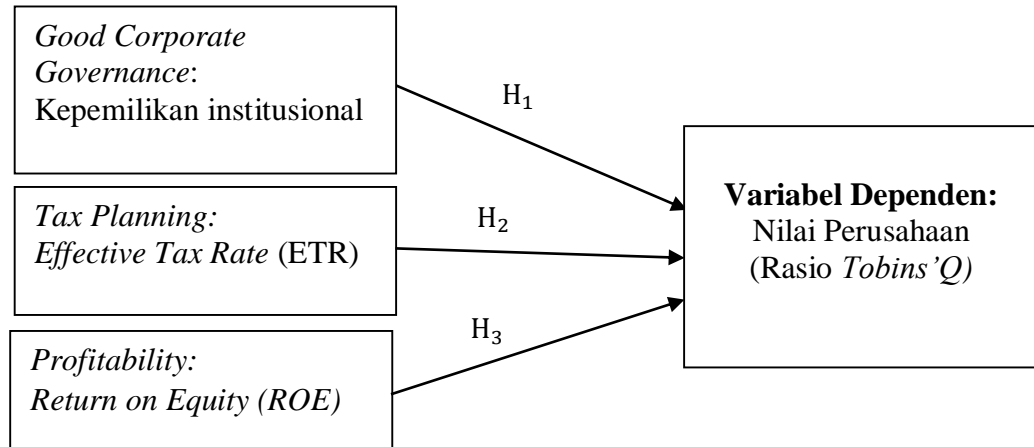 Good Corporate
Governance:
Kepemilikan institusional
H₁
Tax Planning:
Effective Tax Rate (ETR)
H₂
Profitability:
Return on Equity (ROE)
H₃
Variabel Dependen:
Nilai Perusahaan
(Rasio Tobins’Q)